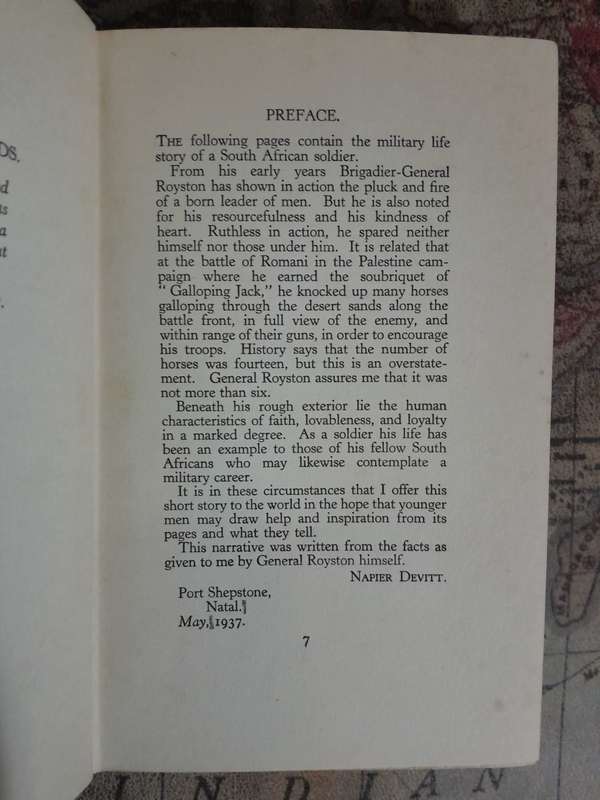 DS,
PREFACE.
THE following pages contain the military life
story of a South African soldier.
From his early years Brigadier-General
Royston has shown in action the pluck and fire
of a born leader of men. But he is also noted
for his resourcefulness and his kindness of
heart. Ruthless in action, he spared neither
himself nor those under him. It is related that
at the battle of Romani in the Palestine cam-
paign where he earned the soubriquet of
" Galloping Jack," he knocked up many horses
galloping through the desert sands along the
battle front, in full view of the enemy, and
within range of their guns, in order to encourage
his troops. History says that the number of
horses was fourteen, but this is an overstate-
ment. General Royston assures me that it was
not more than six.
Beneath his rough exterior lie the human
characteristics of faith, lovableness, and loyalty
in a marked degree. As a soldier his life has
been an example to those of his fellow South
Africans who may likewise contemplate a
military career.
It is in these circumstances that I offer this
short story to the world in the hope that younger
men may draw help and inspiration from its
pages and what they tell.
This narrative was written from the facts as
given to me by General Royston himself.
NAPIER DEVITT.
Port Shepstone,
Natal.
May, 1937.
7
INDIAN